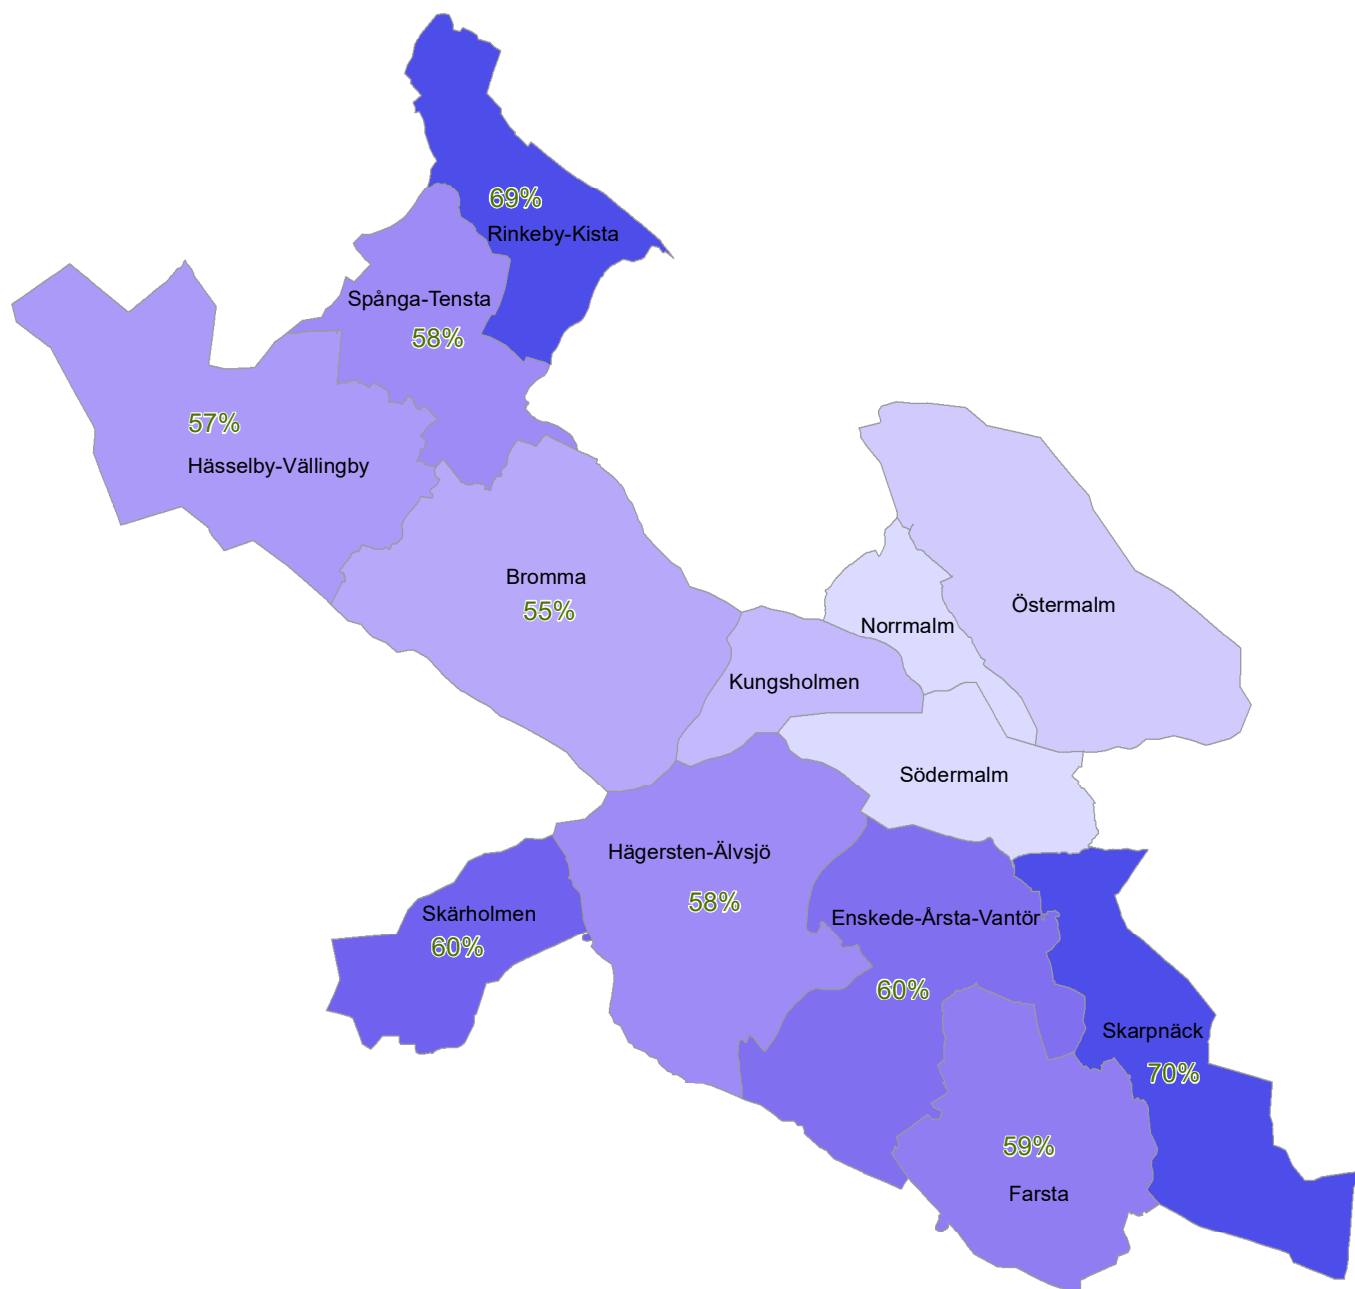 69%
Rinkeby-Kista
Spånga-Tensta
58%
57%
Hässelby-Vällingby
Bromma
55%
Östermalm
Norrmalm
Kungsholmen
Södermalm
Hägersten-Älvsjö
58%
Skärholmen
60%
Enskede-Årsta-Vantör
60%
Skarpnäck
70%
59%
Farsta